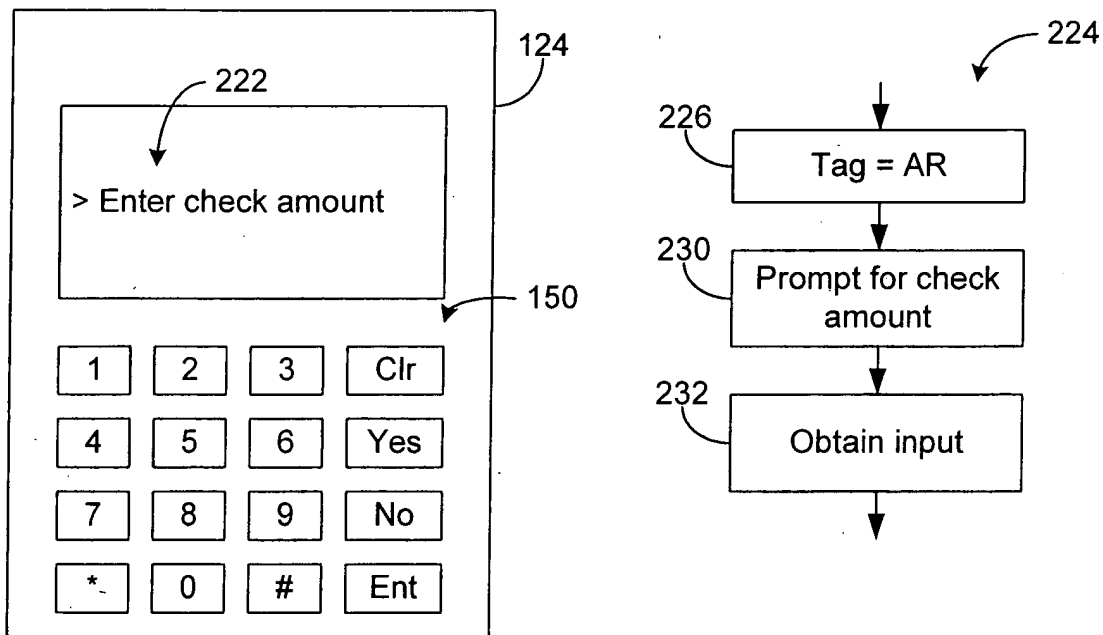 124
222
> Enter check amount
150
1 2 3 Clr
4 5 6 Yes
7 8 9 No
* 0 # Ent
224
226
Tag = AR
230
Prompt for check
amount
232
Obtain input